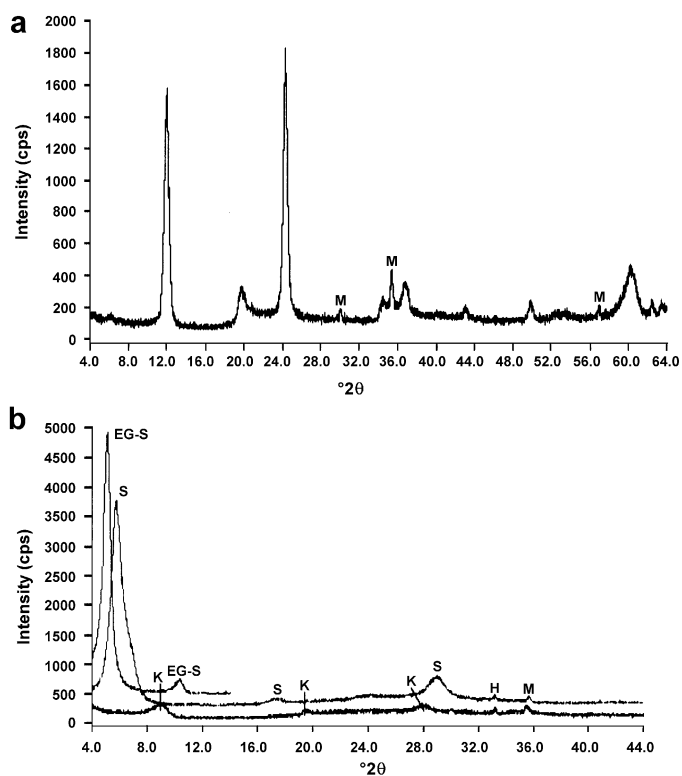 a
Intensity (cps)
2000
1800
1600
1400
1200
1000
800
600
400
200
0
M
M
M
4.0 8.0 12.0 16.0 20.0 24.0 28.0 32.0 36.0 40.0 44.0 48.0 52.0 56.0 60.0 64.0
°2θ
b
Intensity (cps)
5000
4500
4000
3500
3000
2500
2000
1500
1000
500
0
EG-S
S
K EG-S S K K S H M
4.0 8.0 12.0 16.0 20.0 24.0 28.0 32.0 36.0 40.0 44.0
°2θ